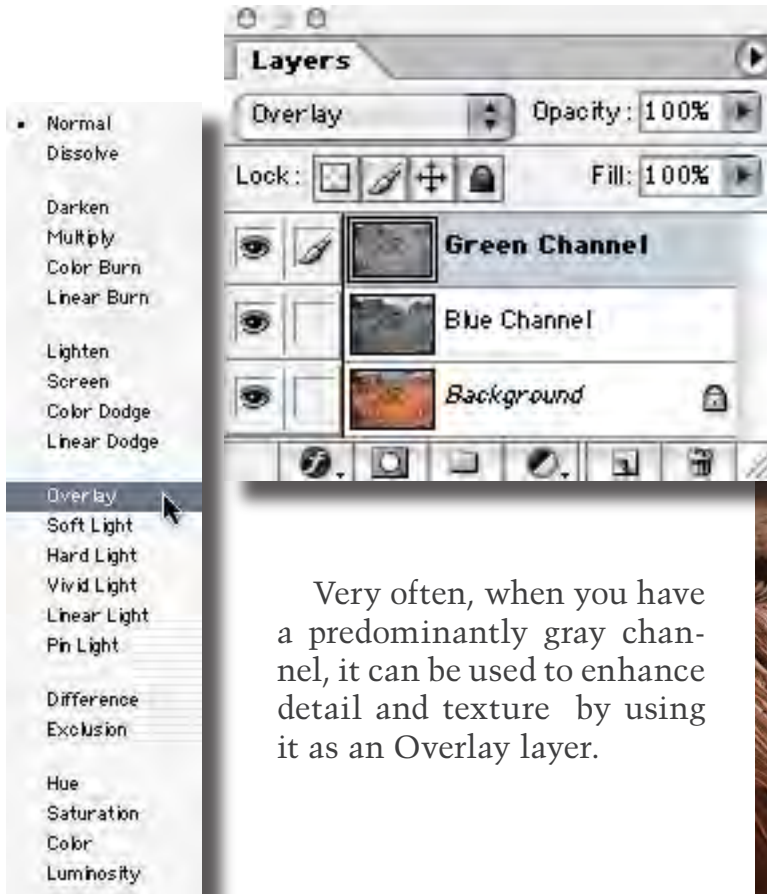 Layers
Overlay
Opacity: 100%
Lock:
Fill: 100%
Green Channel
Blue Channel
Background
• Normal
Dissolve
Darken
Multiply
Color Burn
Linear Burn
Lighten
Screen
Color Dodge
Linear Dodge
Overlay
Soft Light
Hard Light
Vivid Light
Linear Light
Pin Light
Difference
Exclusion
Hue
Saturation
Color
Luminosity
Very often, when you have
a predominantly gray chan-
nel, it can be used to enhance
detail and texture by using
it as an Overlay layer.